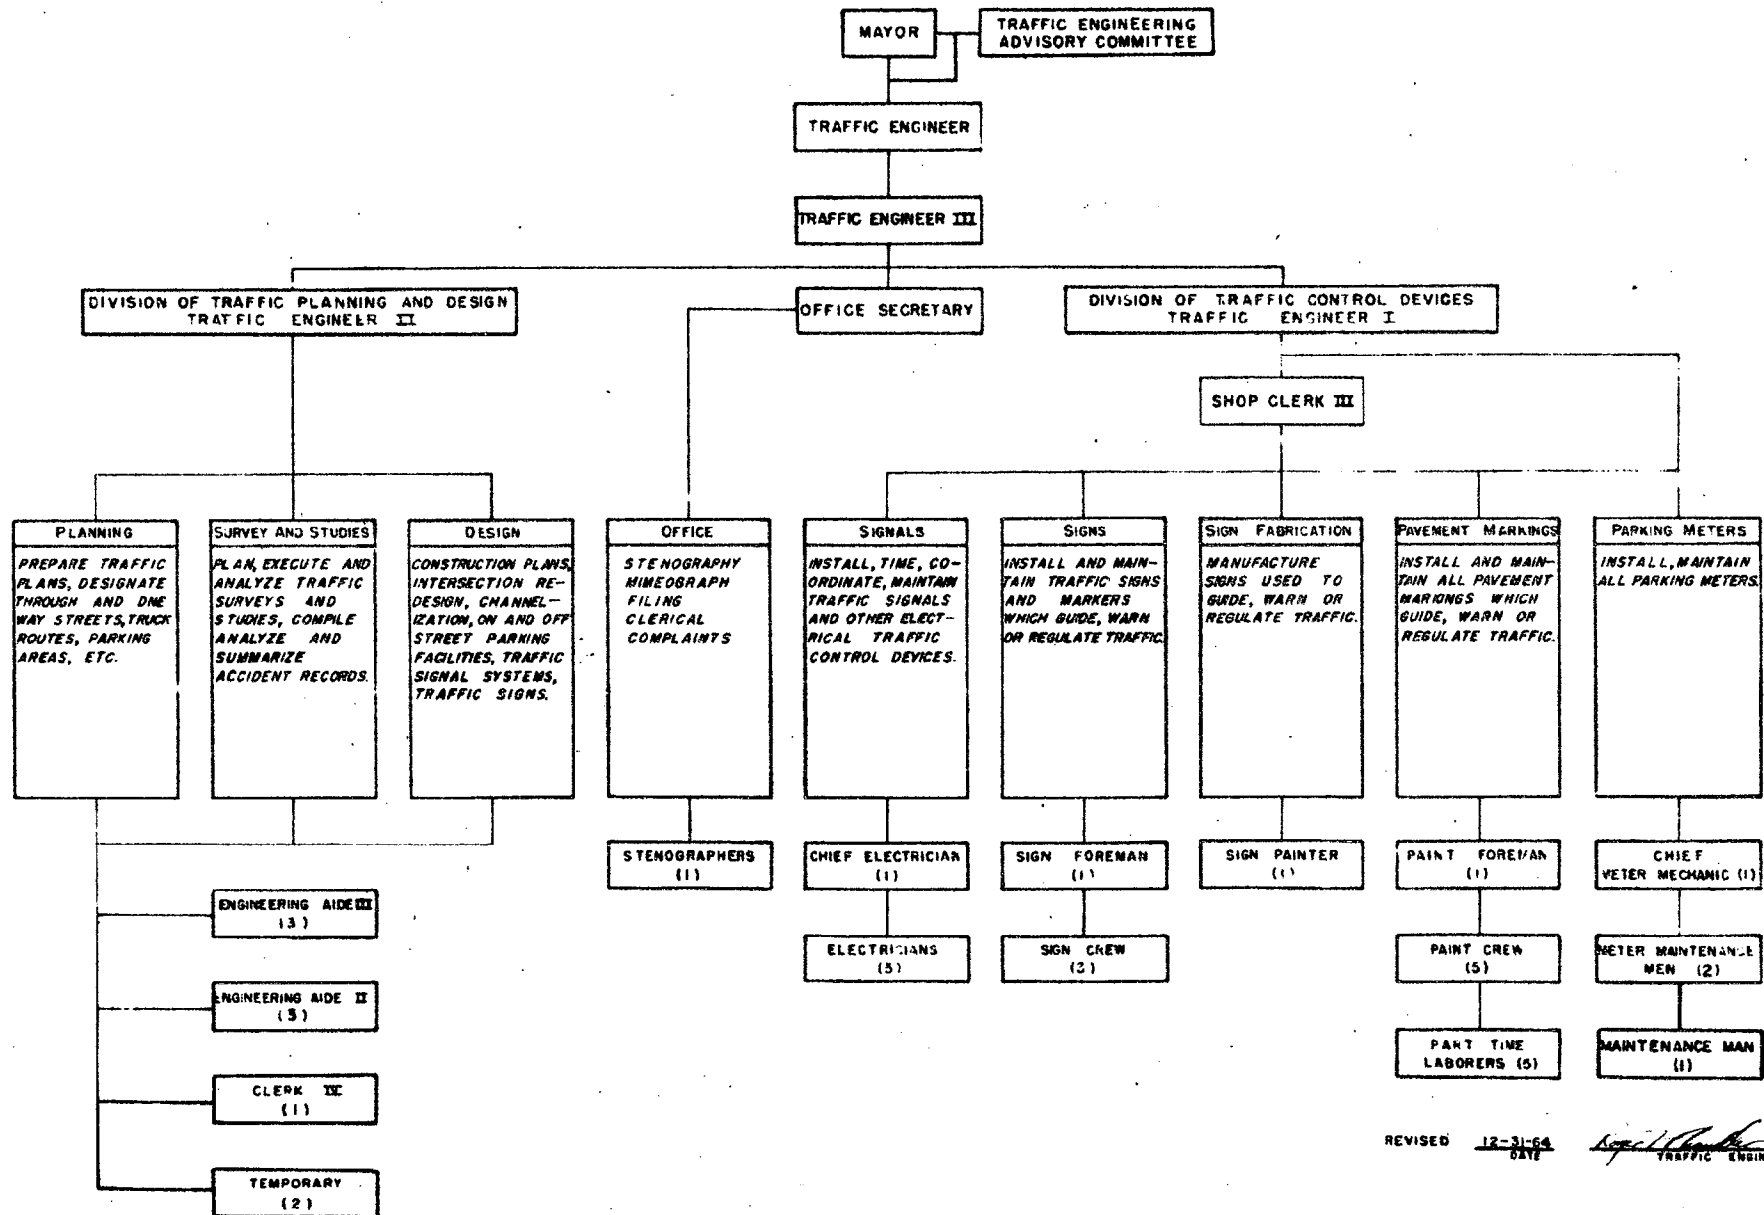 MAYOR
TRAFFIC ENGINEERING
ADVISORY COMMITTEE
TRAFFIC ENGINEER
TRAFFIC ENGINEER III
DIVISION OF TRAFFIC PLANNING AND DESIGN
TRAFFIC ENGINEER II
OFFICE SECRETARY
DIVISION OF TRAFFIC CONTROL DEVICES
TRAFFIC ENGINEER I
SHOP CLERK III
PLANNING
PREPARE TRAFFIC
PLANS, DESIGNATE
THROUGH AND ONE
WAY STREETS, TRUCK
ROUTES, PARKING
AREAS, ETC.
SURVEY AND STUDIES
PLAN, EXECUTE AND
ANALYZE TRAFFIC
SURVEYS AND
STUDIES, COMPILE
ANALYZE AND
SUMMARIZE
ACCIDENT RECORDS.
DESIGN
CONSTRUCTION PLANS,
INTERSECTION RE-
DESIGN, CHANNEL-
IZATION, ON AND OFF
STREET PARKING
FACILITIES, TRAFFIC
SIGNAL SYSTEMS,
TRAFFIC SIGNS.
OFFICE
STENOGRAPHY
MIMEOGRAPH
FILING
CLERICAL
COMPLAINTS
SIGNALS
INSTALL, TIME, CO-
ORDINATE, MAINTAIN
TRAFFIC SIGNALS
AND OTHER ELECT-
RICAL TRAFFIC
CONTROL DEVICES.
SIGNS
INSTALL AND MAIN-
TAIN TRAFFIC SIGNS
AND MARKERS
WHICH GUIDE, WARN
OR REGULATE TRAFFIC.
SIGN FABRICATION
MANUFACTURE
SIGNS USED TO
GUIDE, WARN OR
REGULATE TRAFFIC.
PAVEMENT MARKINGS
INSTALL AND MAIN-
TAIN ALL PAVEMENT
MARKINGS WHICH
GUIDE, WARN OR
REGULATE TRAFFIC.
PARKING METERS
INSTALL, MAINTAIN
ALL PARKING METERS.
STENOGRAPHERS
(1)
CHIEF ELECTRICIAN
(1)
SIGN FOREMAN
(1)
SIGN PAINTER
(1)
PAINT FOREMAN
(1)
CHIEF
METER MECHANIC (1)
ENGINEERING AIDE III
(3)
ELECTRICIANS
(5)
SIGN CREW
(3)
PAINT CREW
(5)
METER MAINTENANCE
MEN (2)
ENGINEERING AIDE II
(3)
PART TIME
LABORERS (5)
MAINTENANCE MAN
(1)
CLERK IV
(1)
TEMPORARY
(2)
REVISED 12-31-64
DATE
TRAFFIC ENGIN